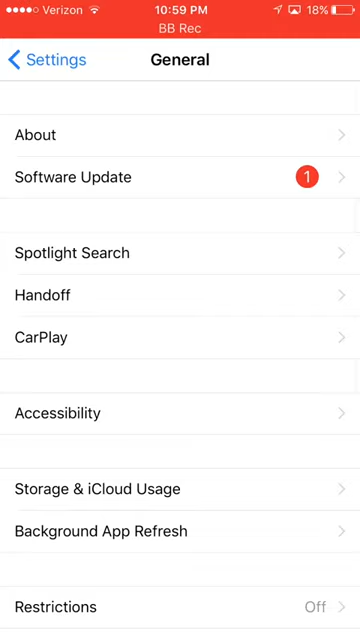 Verizon 10:59 PM 18%
BB Rec
Settings General
About
Software Update 1
Spotlight Search
Handoff
CarPlay
Accessibility
Storage & iCloud Usage
Background App Refresh
Restrictions Off